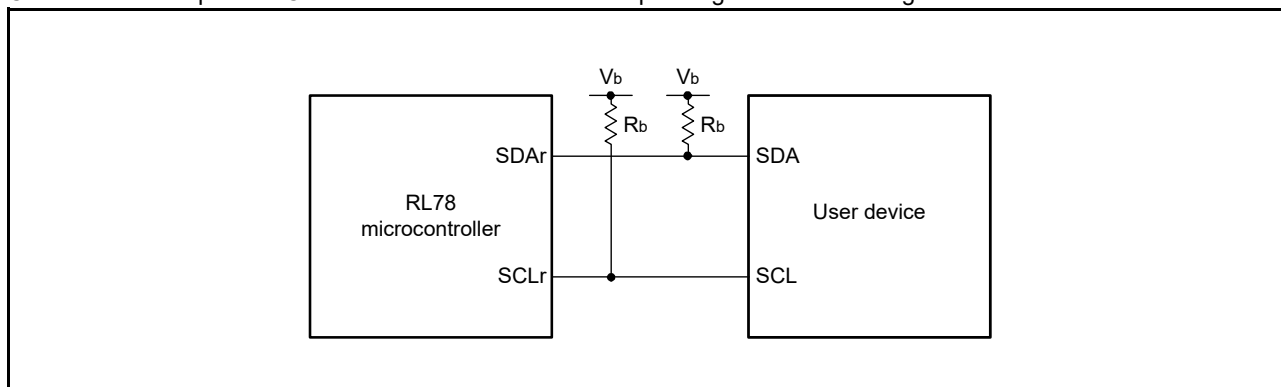 Vb
Vb
Rb
Rb
SDAr
SDA
RL78
microcontroller
User device
SCLr
SCL